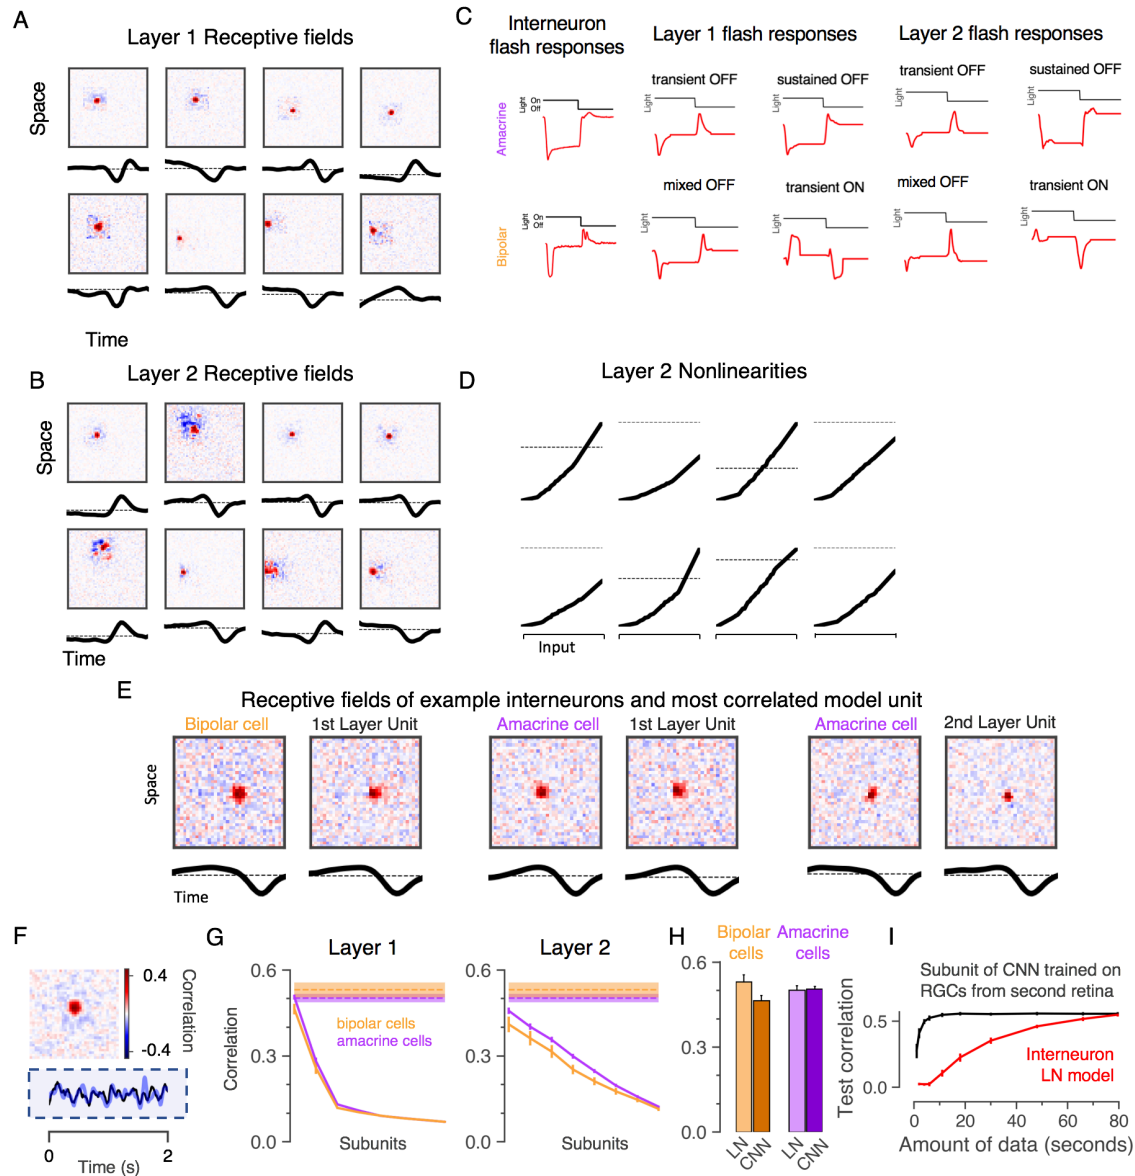 A
Layer 1 Receptive fields
Space
Time
B
Layer 2 Receptive fields
Space
Time
C
Interneuron
flash responses
Layer 1 flash responses
Layer 2 flash responses
Amacrine
Light On
Off
transient OFF
Light
sustained OFF
Light
transient OFF
Light
sustained OFF
Light
Bipolar
Light On
Off
mixed OFF
Light
transient ON
Light
mixed OFF
Light
transient ON
Light
D
Layer 2 Nonlinearities
Input
E
Receptive fields of example interneurons and most correlated model unit
Bipolar cell
1st Layer Unit
Amacrine cell
1st Layer Unit
Amacrine cell
2nd Layer Unit
Space
Time
F
0.4
-0.4
Correlation
0
2
Time (s)
G
Layer 1
Layer 2
0.6
0.3
0.0
Correlation
bipolar cells
amacrine cells
Subunits
0.6
0.3
0.0
Subunits
H
Bipolar
cells
Amacrine
cells
0.6
0.3
0.0
LN
CNN
LN
CNN
I
Test correlation
Subunit of CNN trained on
RGCs from second retina
0.5
0.0
Interneuron
LN model
0
20
40
60
80
Amount of data (seconds)